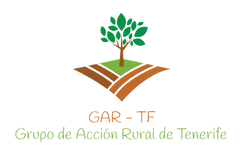 GAR - TF
Grupo de Acción Rural de Tenerife